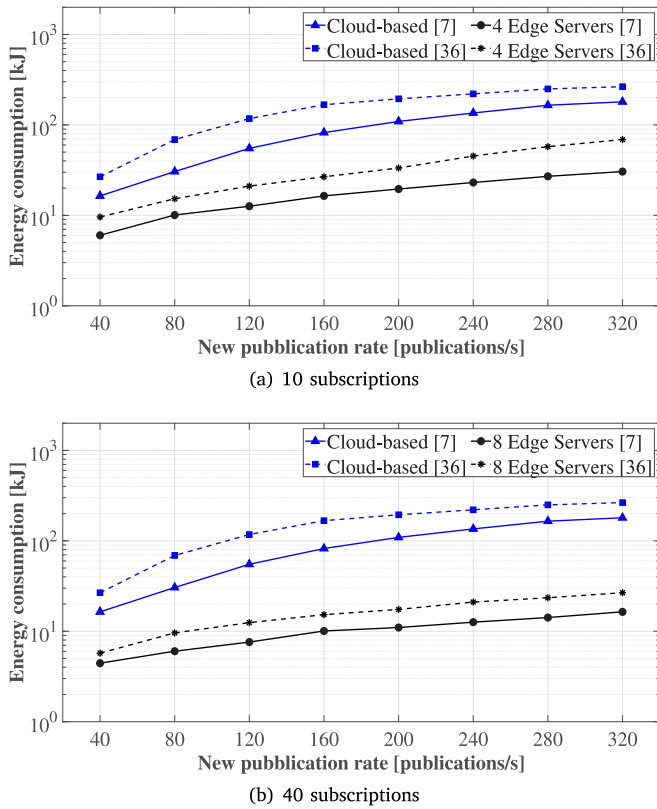 Cloud-based [7] 4 Edge Servers [7]
Cloud-based [36] 4 Edge Servers [36]
Energy consumption [kJ]
10^3
10^2
10^1
10^0
40 80 120 160 200 240 280 320
New pubblication rate [publications/s]
(a) 10 subscriptions
Cloud-based [7] 8 Edge Servers [7]
Cloud-based [36] 8 Edge Servers [36]
Energy consumption [kJ]
10^3
10^2
10^1
10^0
40 80 120 160 200 240 280 320
New pubblication rate [publications/s]
(b) 40 subscriptions